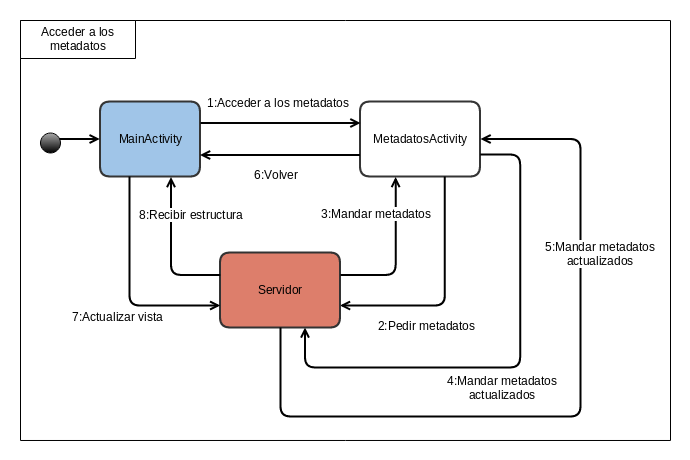 Acceder a los
metadatos
1:Acceder a los metadatos
MainActivity
MetadatosActivity
6:Volver
8:Recibir estructura
3:Mandar metadatos
5:Mandar metadatos
actualizados
Servidor
7:Actualizar vista
2:Pedir metadatos
4:Mandar metadatos
actualizados